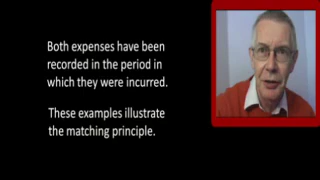 Both expenses have been
recorded in the period in
which they were incurred.
These examples illustrate
the matching principle.